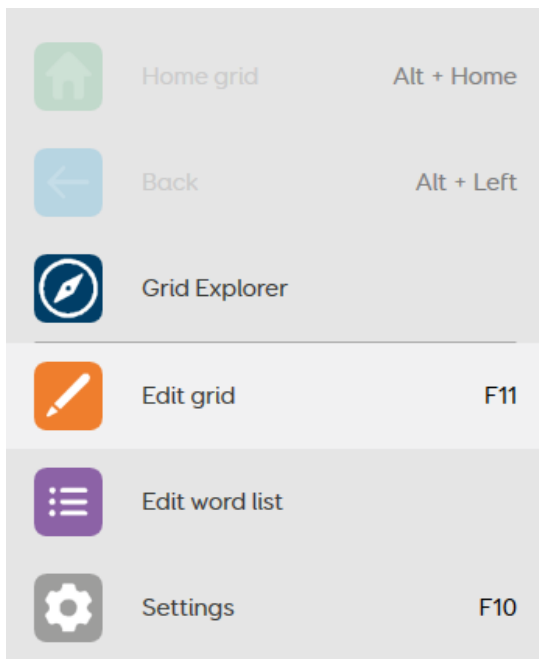 Home grid Alt + Home
Back Alt + Left
Grid Explorer
Edit grid F11
Edit word list
Settings F10